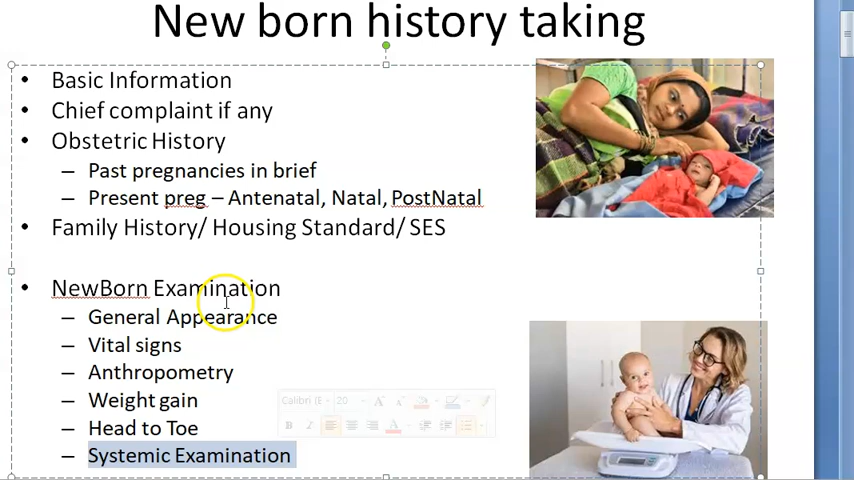 New born history taking
• Basic Information
• Chief complaint if any
• Obstetric History
– Past pregnancies in brief
– Present preg – Antenatal, Natal, PostNatal
• Family History/ Housing Standard/ SES
• NewBorn Examination
– General Appearance
– Vital signs
– Anthropometry
– Weight gain
– Head to Toe
– Systemic Examination
Calibri (E 20 A A
B I A